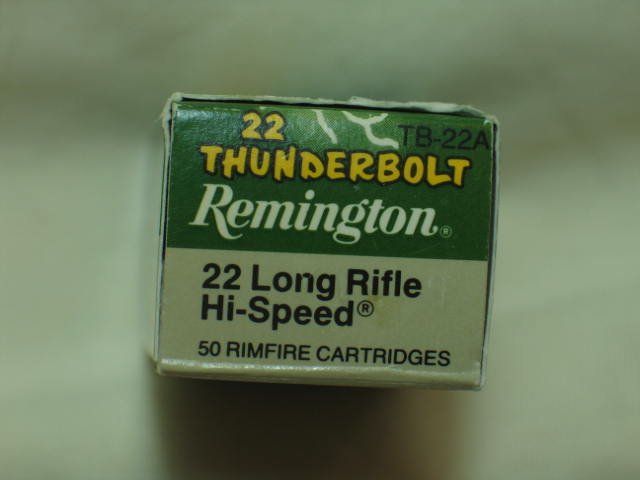 22 TB-22A
THUNDERBOLT
Remington®
22 Long Rifle
Hi-Speed®
50 RIMFIRE CARTRIDGES